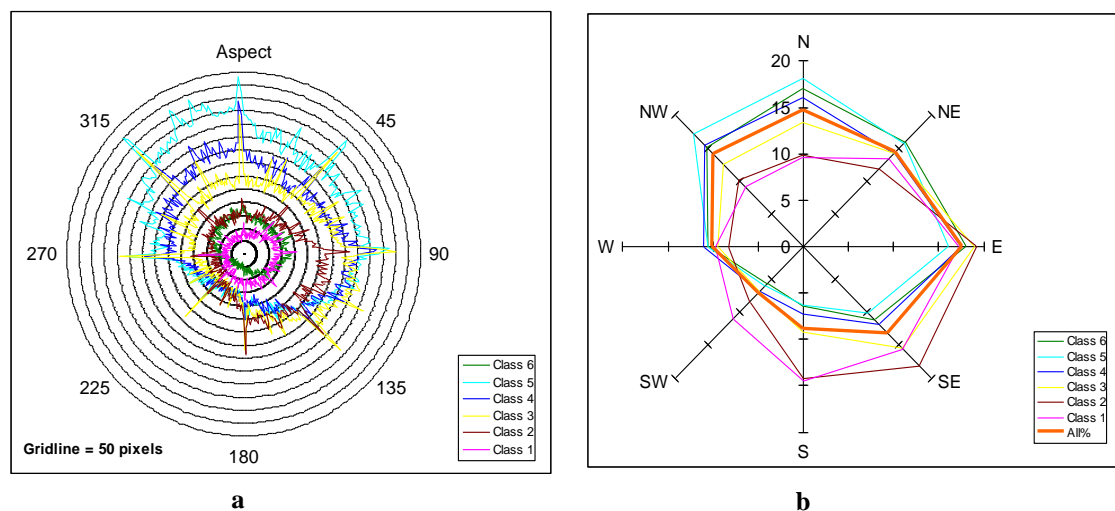 Aspect
45
90
135
180
225
270
315
Gridline = 50 pixels
Class 6
Class 5
Class 4
Class 3
Class 2
Class 1
a
N
NE
E
SE
S
SW
W
NW
20
15
10
5
0
Class 6
Class 5
Class 4
Class 3
Class 2
Class 1
All%
b